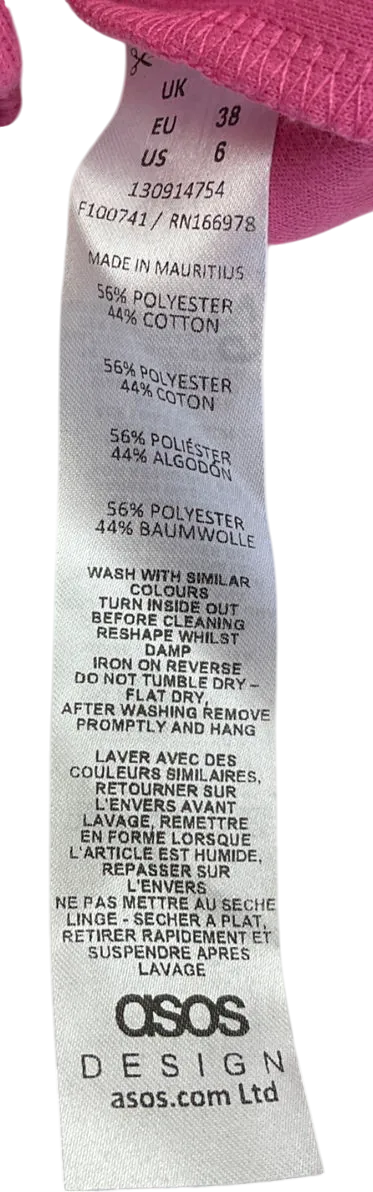 UK
EU 38
US 6
130914754
F100741 / RN166978
MADE IN MAURITIUS
56% POLYESTER
44% COTTON
56% POLYESTER
44% COTON
56% POLIÉSTER
44% ALGODÓN
56% POLYESTER
44% BAUMWOLLE
WASH WITH SIMILAR
COLOURS
TURN INSIDE OUT
BEFORE CLEANING
RESHAPE WHILST
DAMP
IRON ON REVERSE
DO NOT TUMBLE DRY –
FLAT DRY,
AFTER WASHING REMOVE
PROMPTLY AND HANG
LAVER AVEC DES
COULEURS SIMILAIRES,
RETOURNER SUR
L'ENVERS AVANT
LAVAGE, REMETTRE
EN FORME LORSQUE
L'ARTICLE EST HUMIDE,
REPASSER SUR
L'ENVERS
NE PAS METTRE AU SECHE
LINGE - SECHER A PLAT,
RETIRER RAPIDEMENT ET
SUSPENDRE APRES
LAVAGE
asos
DESIGN
asos.com Ltd